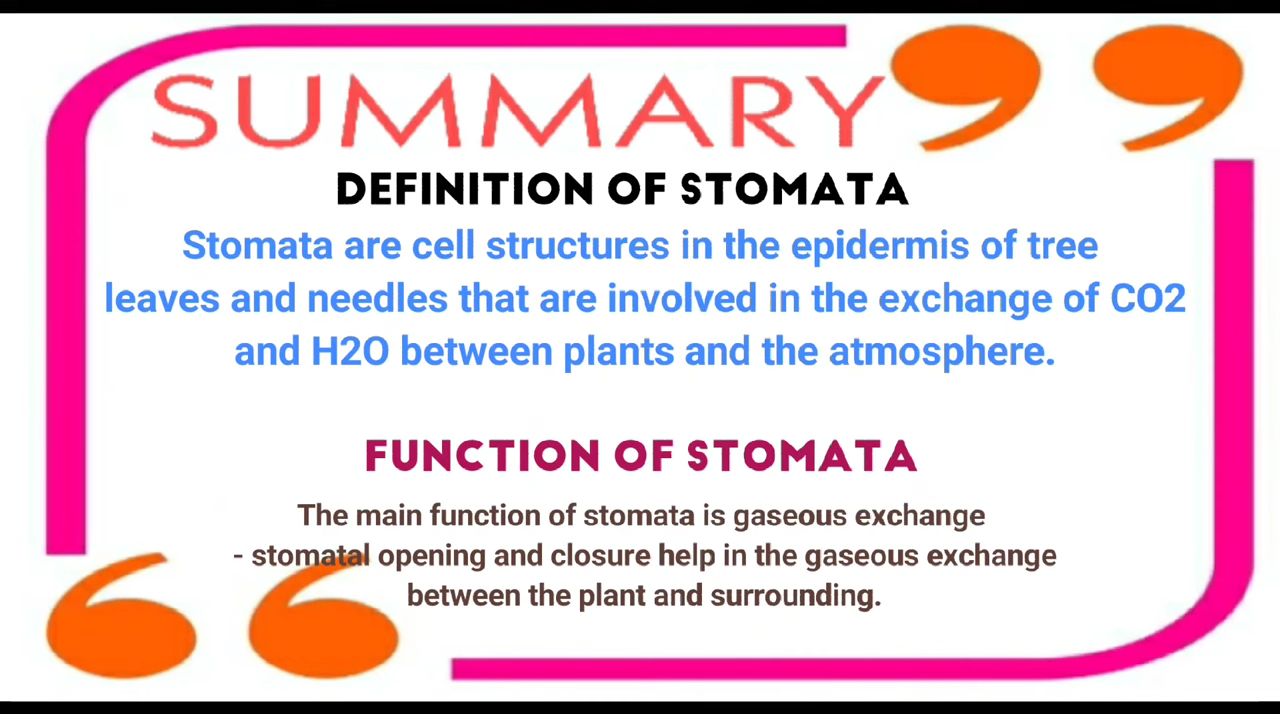 SUMMARY
DEFINITION OF STOMATA
Stomata are cell structures in the epidermis of tree
leaves and needles that are involved in the exchange of CO2
and H2O between plants and the atmosphere.
FUNCTION OF STOMATA
The main function of stomata is gaseous exchange
- stomatal opening and closure help in the gaseous exchange
between the plant and surrounding.